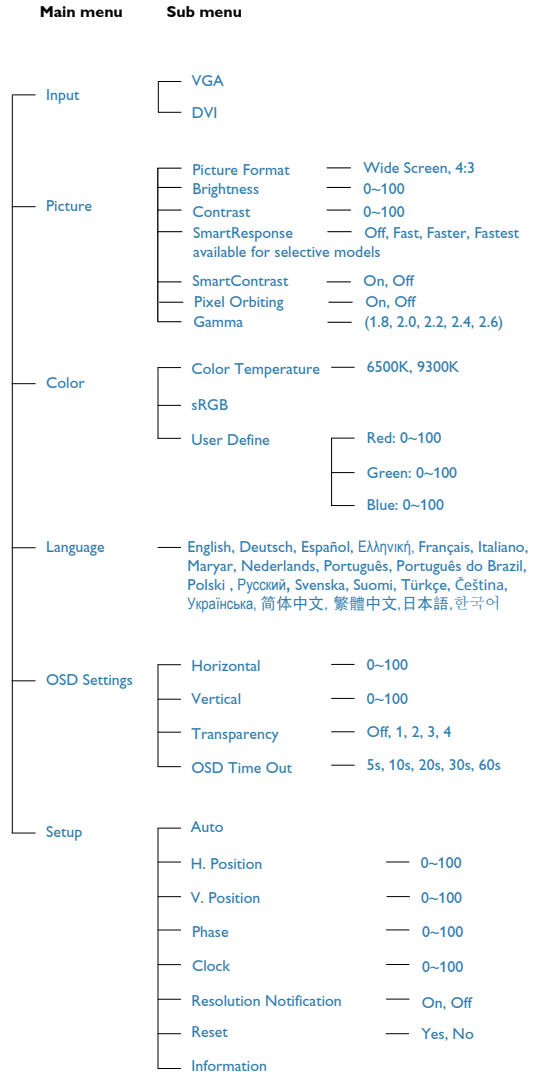 Main menu Sub menu
Input
VGA
DVI
Picture
Picture Format Wide Screen, 4:3
Brightness 0~100
Contrast 0~100
SmartResponse Off, Fast, Faster, Fastest
available for selective models
SmartContrast On, Off
Pixel Orbiting On, Off
Gamma (1.8, 2.0, 2.2, 2.4, 2.6)
Color
Color Temperature 6500K, 9300K
sRGB
User Define
Red: 0~100
Green: 0~100
Blue: 0~100
Language
English, Deutsch, Español, Ελληνική, Français, Italiano,
Maryar, Nederlands, Português, Português do Brazil,
Polski , Русский, Svenska, Suomi, Türkçe, Čeština,
Українська, 简体中文, 繁體中文,日本語,한국어
OSD Settings
Horizontal 0~100
Vertical 0~100
Transparency Off, 1, 2, 3, 4
OSD Time Out 5s, 10s, 20s, 30s, 60s
Setup
Auto
H. Position 0~100
V. Position 0~100
Phase 0~100
Clock 0~100
Resolution Notification On, Off
Reset Yes, No
Information